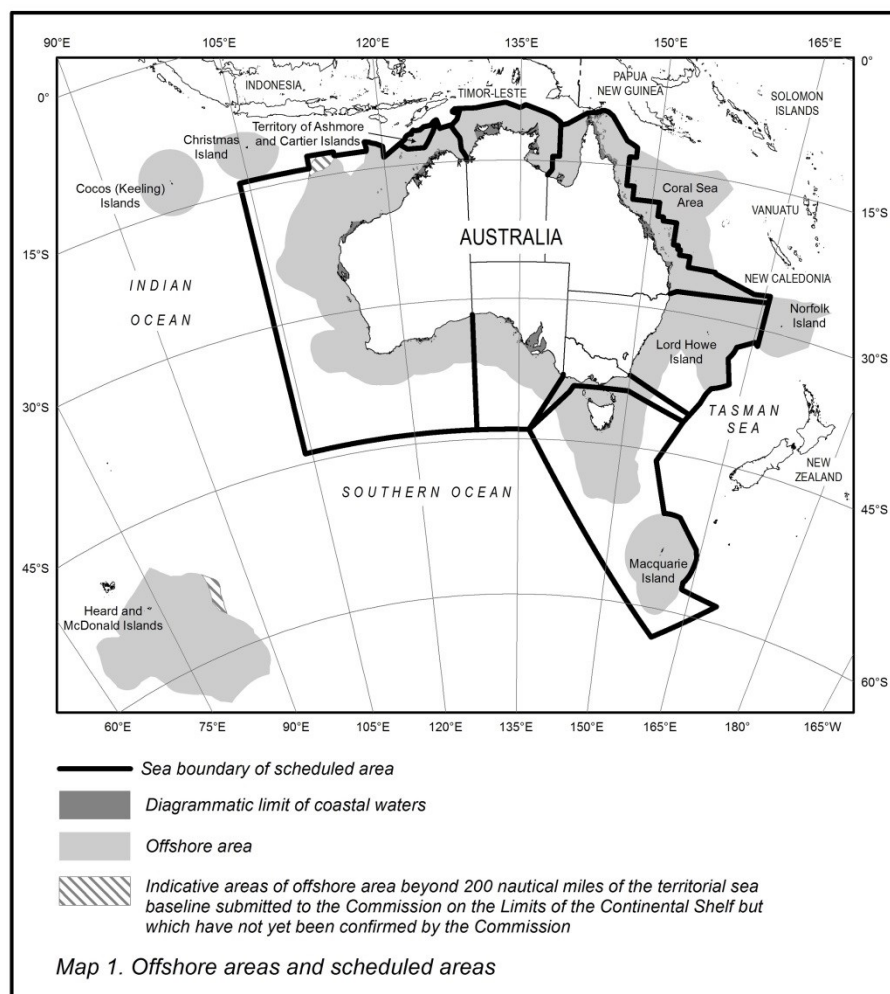 90°E
105°E
120°E
135°E
150°E
165°E
0°
0°
INDONESIA
TIMOR-LESTE
PAPUA
NEW GUINEA
SOLOMON
ISLANDS
Territory of Ashmore
and Cartier Islands
Christmas
Island
Cocos (Keeling)
Islands
Coral Sea
Area
VANUATU
15°S
15°S
AUSTRALIA
NEW CALEDONIA
INDIAN
OCEAN
Norfolk
Island
Lord Howe
Island
30°S
30°S
TASMAN
SEA
NEW
ZEALAND
SOUTHERN OCEAN
45°S
45°S
Macquarie
Island
Heard and
McDonald Islands
60°S
60°E
75°E
90°E
105°E
120°E
135°E
150°E
165°E
180°
165°W
Sea boundary of scheduled area
Diagrammatic limit of coastal waters
Offshore area
Indicative areas of offshore area beyond 200 nautical miles of the territorial sea
baseline submitted to the Commission on the Limits of the Continental Shelf but
which have not yet been confirmed by the Commission
Map 1. Offshore areas and scheduled areas